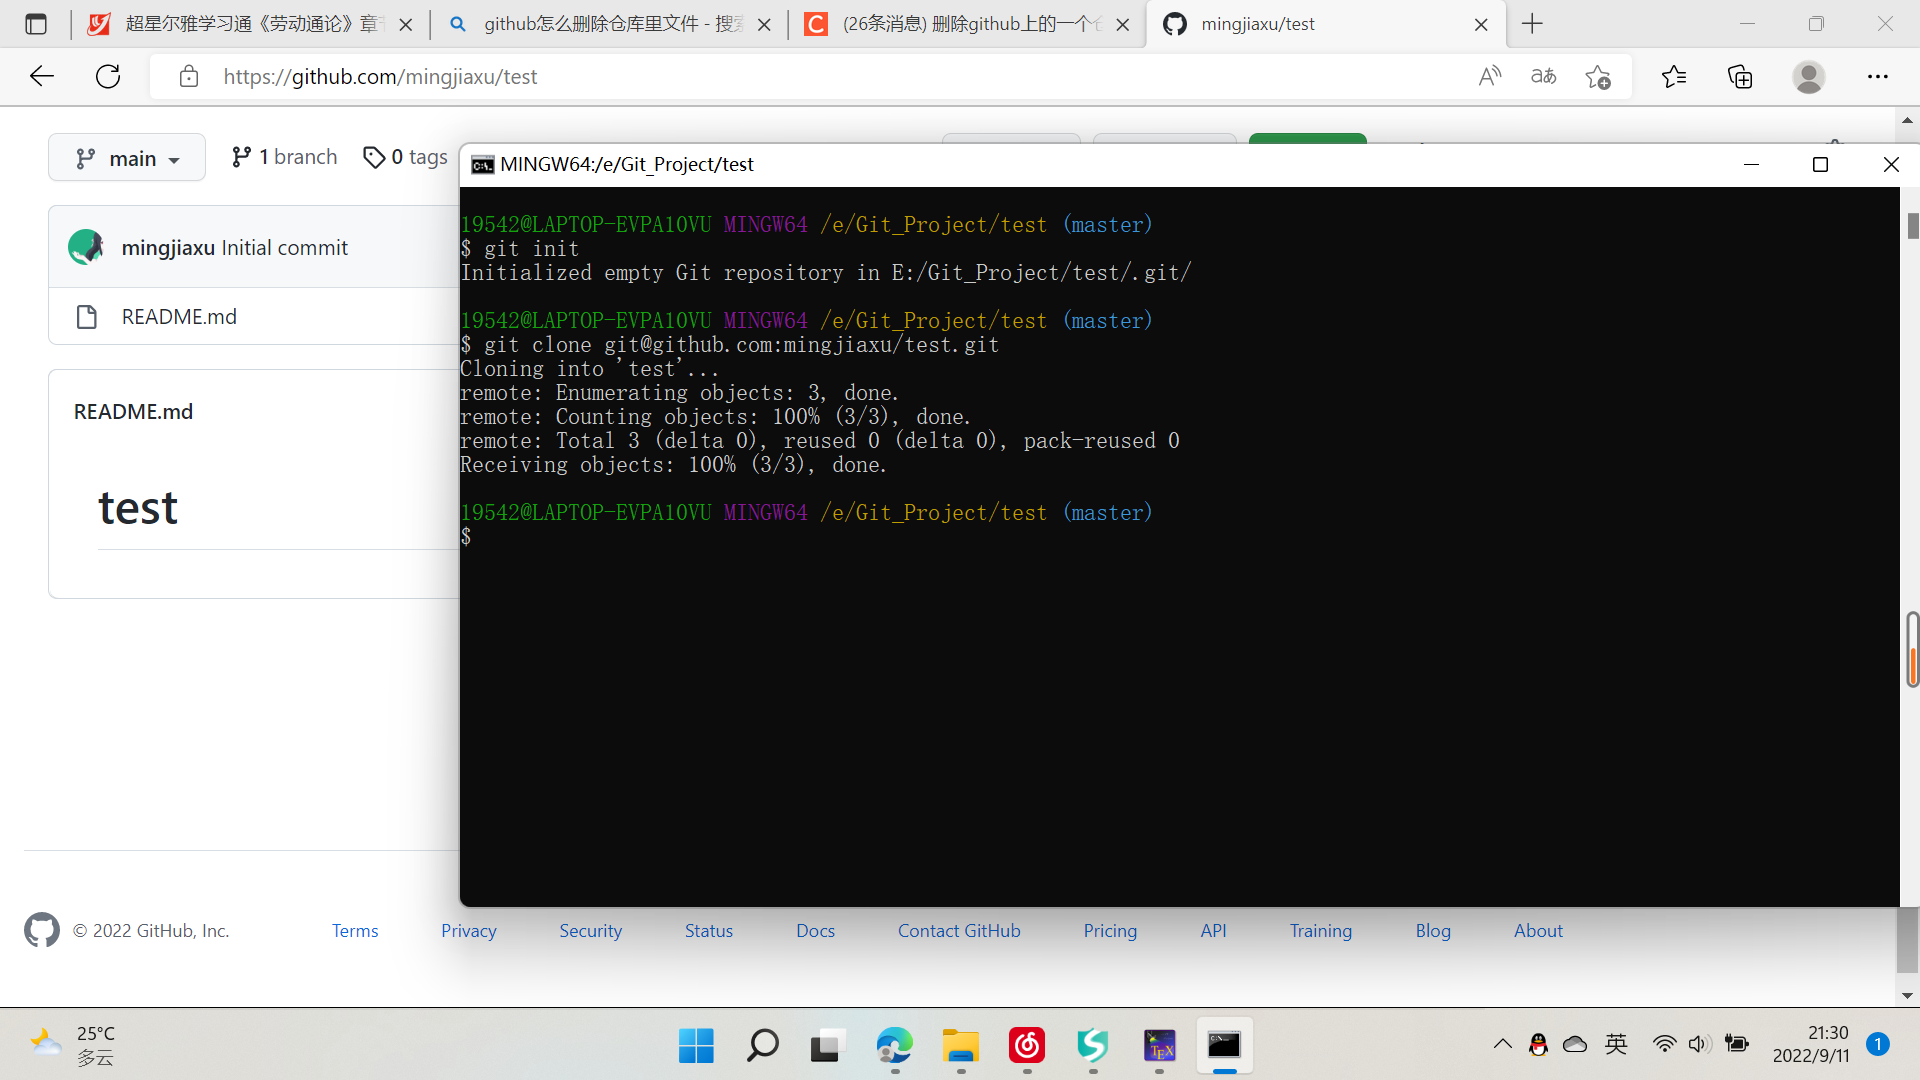 超星尔雅学习通《劳动通论》章节
github怎么删除仓库里文件 - 搜索
(26条消息) 删除github上的一个仓
mingjiaxu/test
https://github.com/mingjiaxu/test
main
1 branch
0 tags
MINGW64:/e/Git_Project/test
mingjiaxu Initial commit
README.md
README.md
test
19542@LAPTOP-EVPA10VU MINGW64 /e/Git_Project/test (master)
$ git init
Initialized empty Git repository in E:/Git_Project/test/.git/
19542@LAPTOP-EVPA10VU MINGW64 /e/Git_Project/test (master)
$ git clone git@github.com:mingjiaxu/test.git
Cloning into 'test'...
remote: Enumerating objects: 3, done.
remote: Counting objects: 100% (3/3), done.
remote: Total 3 (delta 0), reused 0 (delta 0), pack-reused 0
Receiving objects: 100% (3/3), done.
19542@LAPTOP-EVPA10VU MINGW64 /e/Git_Project/test (master)
$
© 2022 GitHub, Inc.
Terms
Privacy
Security
Status
Docs
Contact GitHub
Pricing
API
Training
Blog
About
25°C
多云
英
21:30
2022/9/11
1